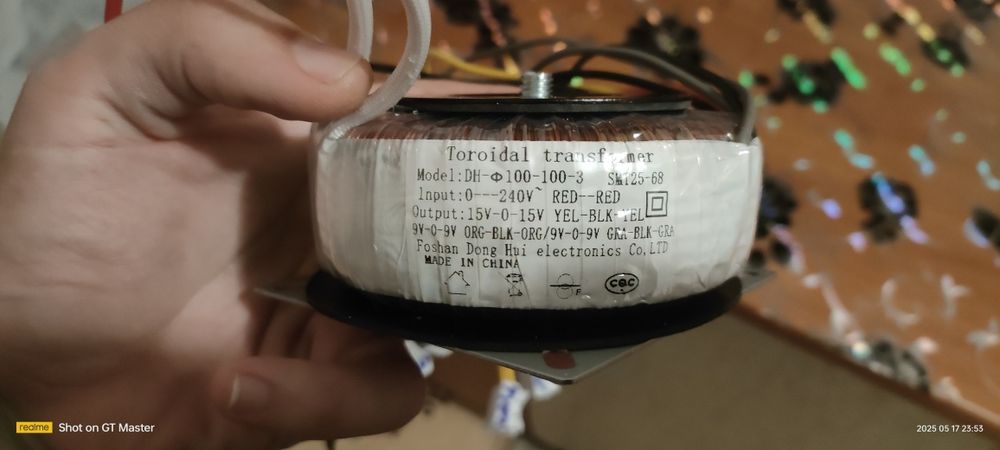 Toroidal transformer
Model:DH-Φ100-100-3 SMT25-68
Input:0---240V~ RED--RED
Output:15V-0-15V YEL-BLK-YEL
9V-0-9V ORG-BLK-ORG/9V-0-9V GRA-BLK-GRA
Foshan Dong Hui electronics Co,LTD
MADE IN CHINA
F
CQC
realme Shot on GT Master
2025 05 17 23:53